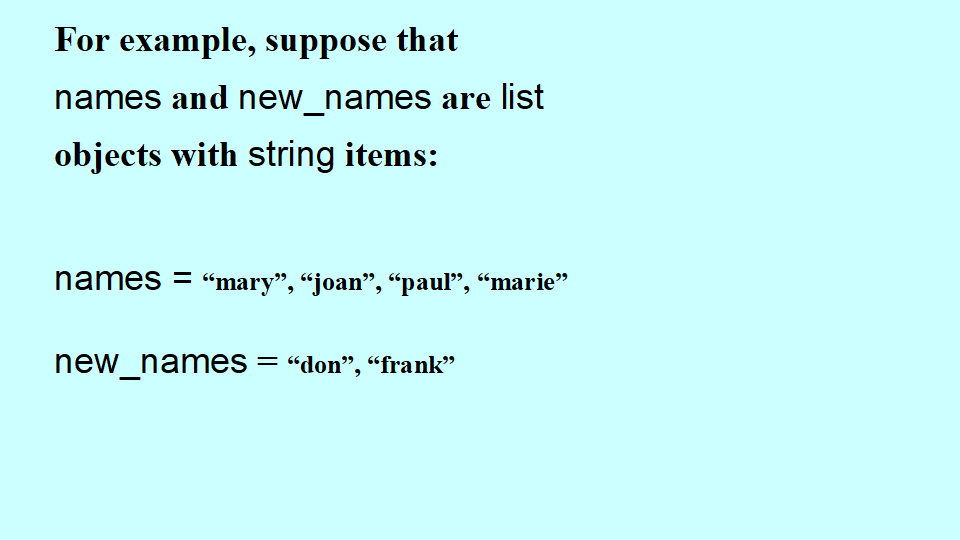 For example, suppose that
names and new_names are list
objects with string items:
names = “mary”, “joan”, “paul”, “marie”
new_names = “don”, “frank”